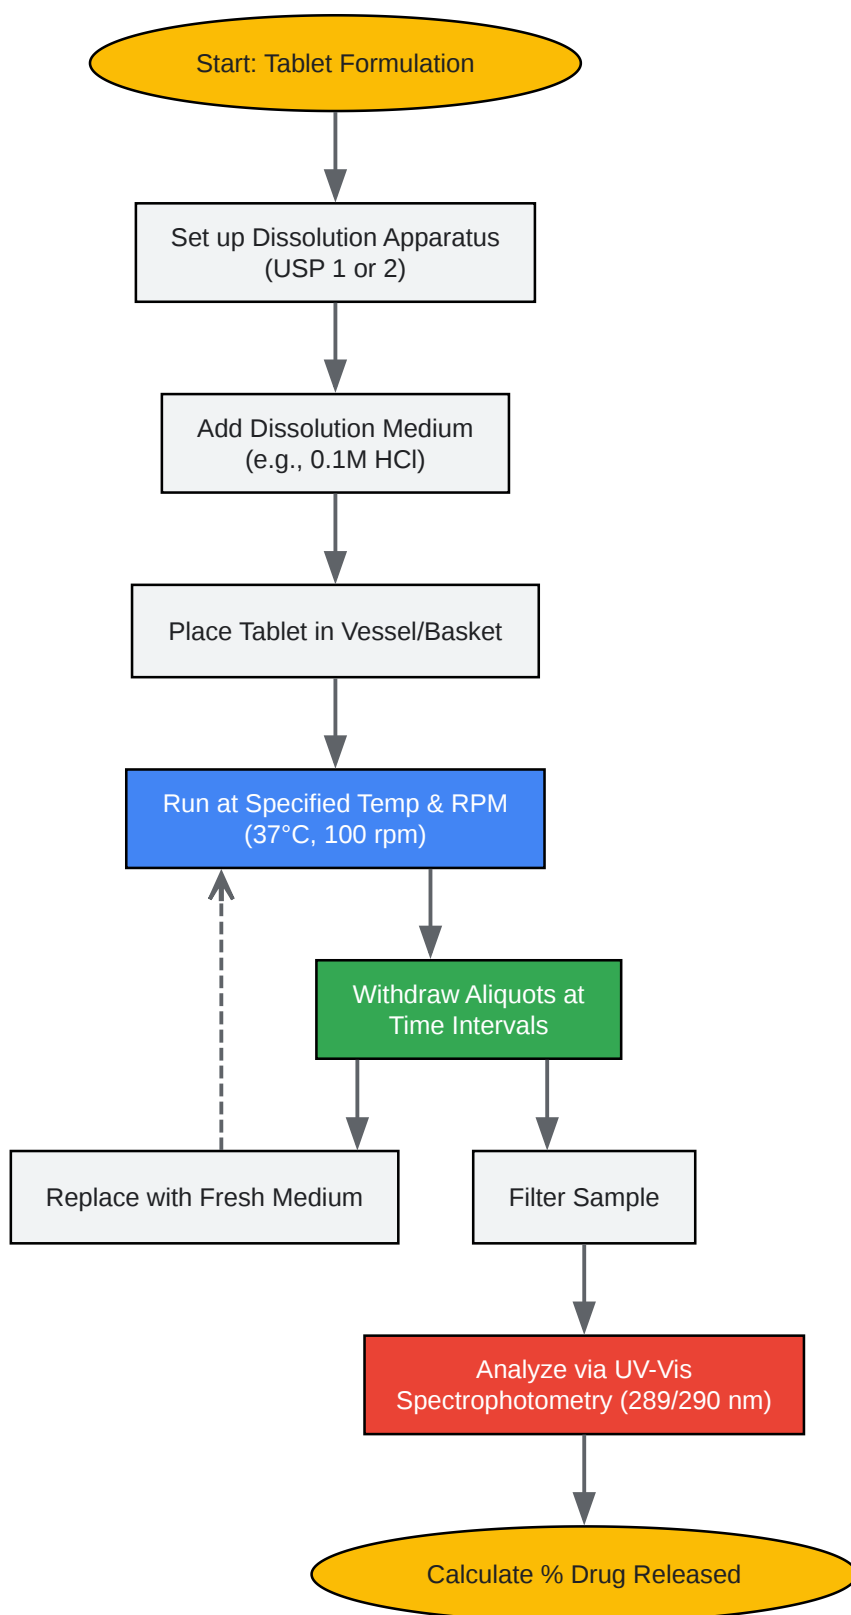 Start: Tablet Formulation
Set up Dissolution Apparatus
(USP 1 or 2)
Add Dissolution Medium
(e.g., 0.1M HCl)
Place Tablet in Vessel/Basket
Run at Specified Temp & RPM
(37°C, 100 rpm)
Withdraw Aliquots at
Time Intervals
Replace with Fresh Medium
Filter Sample
Analyze via UV-Vis
Spectrophotometry (289/290 nm)
Calculate % Drug Released